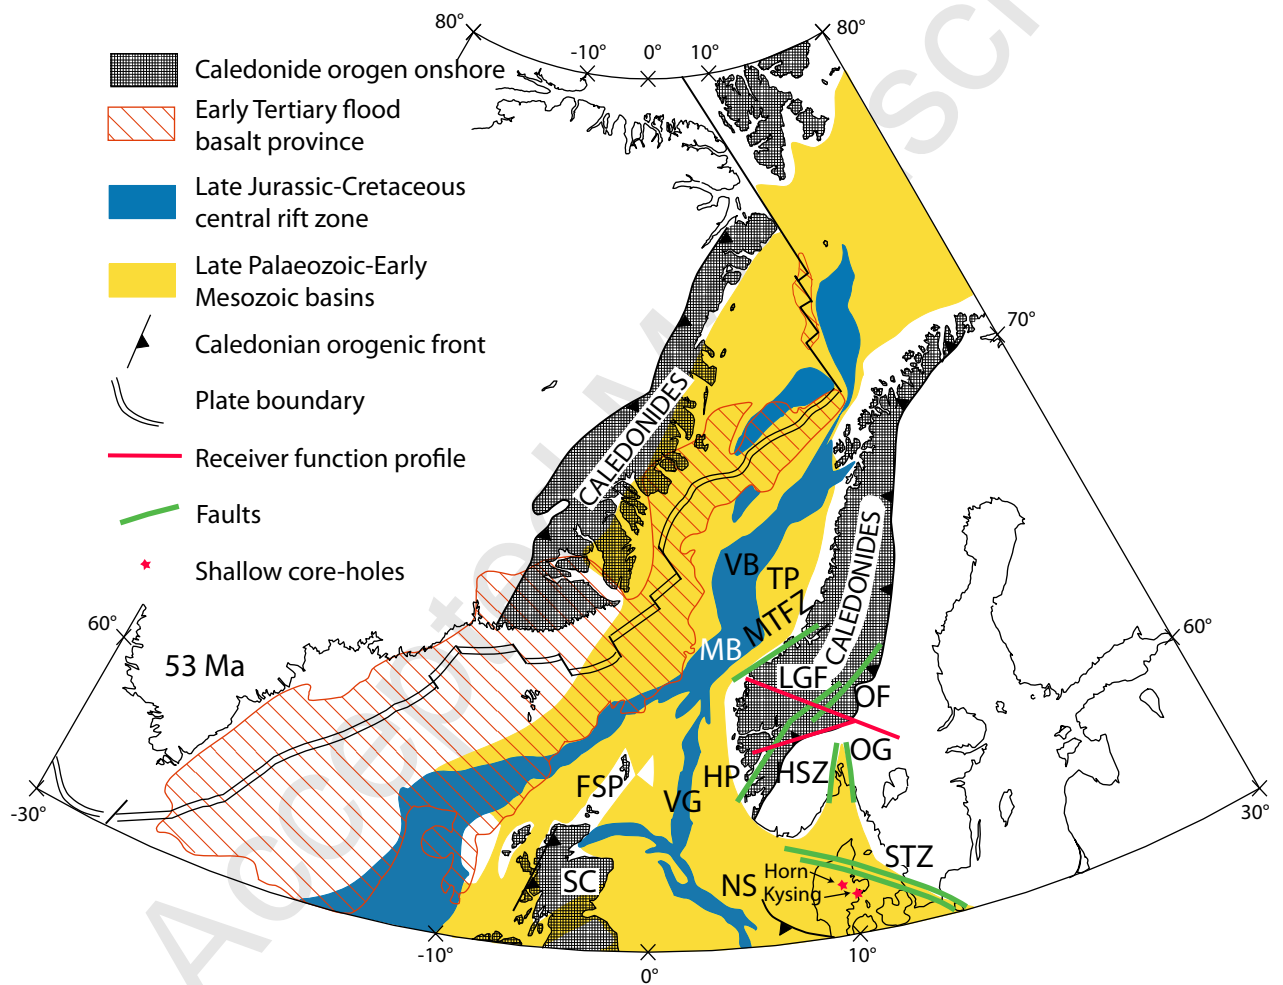 80°
80°
-10°
0°
10°
Caledonide orogen onshore
Early Tertiary flood
basalt province
Late Jurassic-Cretaceous
central rift zone
Late Palaeozoic-Early
Mesozoic basins
Caledonian orogenic front
Plate boundary
Receiver function profile
Faults
Shallow core-holes
70°
CALEDONIDES
CALEDONIDES
VB
TP
MTFZ
MB
LGF
OF
OG
60°
60°
53 Ma
HP
HSZ
FSP
VG
STZ
SC
NS
Horn
Kysing
-30°
30°
-10°
0°
10°
Accepted M
scr